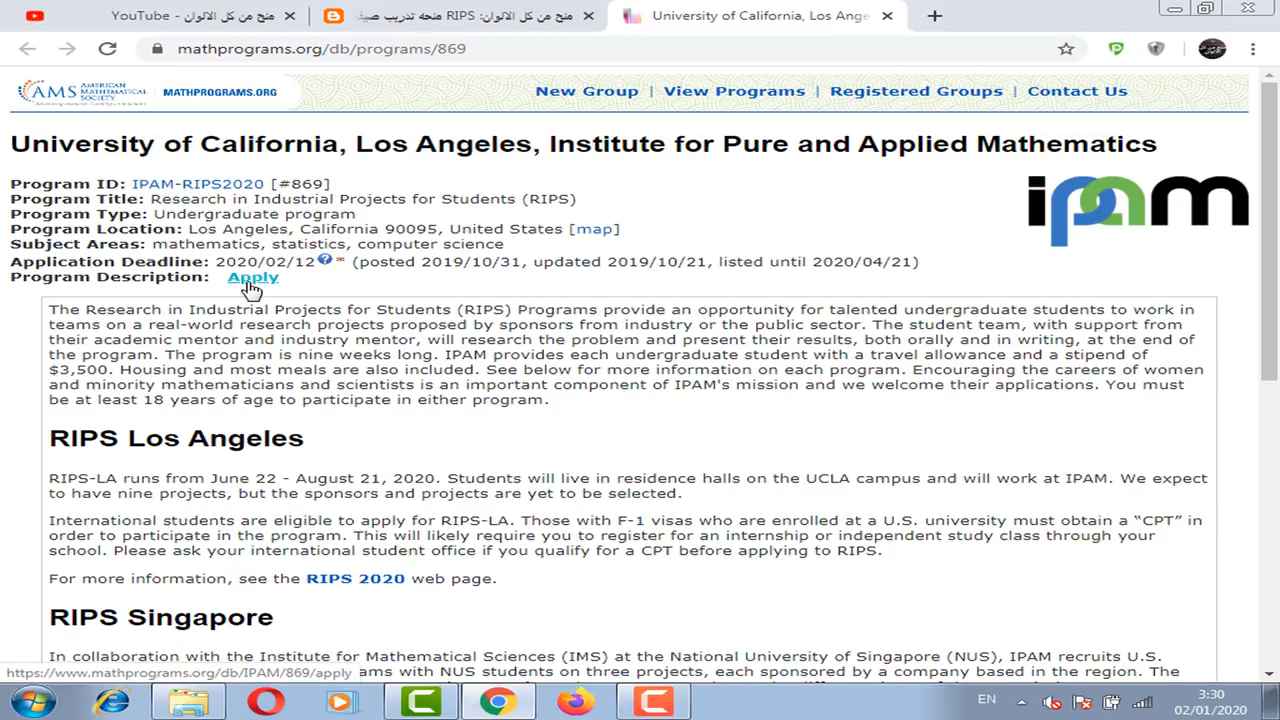 منح من كل الالوان - YouTube
منح من كل الالوان: RIPS منحه تدريب صيف
University of California, Los Ange
mathprograms.org/db/programs/869
AMS AMERICAN MATHEMATICAL SOCIETY
MATHPROGRAMS.ORG
New Group | View Programs | Registered Groups | Contact Us
University of California, Los Angeles, Institute for Pure and Applied Mathematics
Program ID: IPAM-RIPS2020 [#869]
Program Title: Research in Industrial Projects for Students (RIPS)
Program Type: Undergraduate program
Program Location: Los Angeles, California 90095, United States [map]
Subject Areas: mathematics, statistics, computer science
Application Deadline: 2020/02/12 ? * (posted 2019/10/31, updated 2019/10/21, listed until 2020/04/21)
Program Description: Apply
ipam
The Research in Industrial Projects for Students (RIPS) Programs provide an opportunity for talented undergraduate students to work in
teams on a real-world research projects proposed by sponsors from industry or the public sector. The student team, with support from
their academic mentor and industry mentor, will research the problem and present their results, both orally and in writing, at the end of
the program. The program is nine weeks long. IPAM provides each undergraduate student with a travel allowance and a stipend of
$3,500. Housing and most meals are also included. See below for more information on each program. Encouraging the careers of women
and minority mathematicians and scientists is an important component of IPAM's mission and we welcome their applications. You must
be at least 18 years of age to participate in either program.
RIPS Los Angeles
RIPS-LA runs from June 22 - August 21, 2020. Students will live in residence halls on the UCLA campus and will work at IPAM. We expect
to have nine projects, but the sponsors and projects are yet to be selected.
International students are eligible to apply for RIPS-LA. Those with F-1 visas who are enrolled at a U.S. university must obtain a “CPT” in
order to participate in the program. This will likely require you to register for an internship or independent study class through your
school. Please ask your international student office if you qualify for a CPT before applying to RIPS.
For more information, see the RIPS 2020 web page.
RIPS Singapore
In collaboration with the Institute for Mathematical Sciences (IMS) at the National University of Singapore (NUS), IPAM recruits U.S.
https://www.mathprograms.org/db/IPAM/869/apply
ams with NUS students on three projects, each sponsored by a company based in the region. The
EN
3:30
02/01/2020